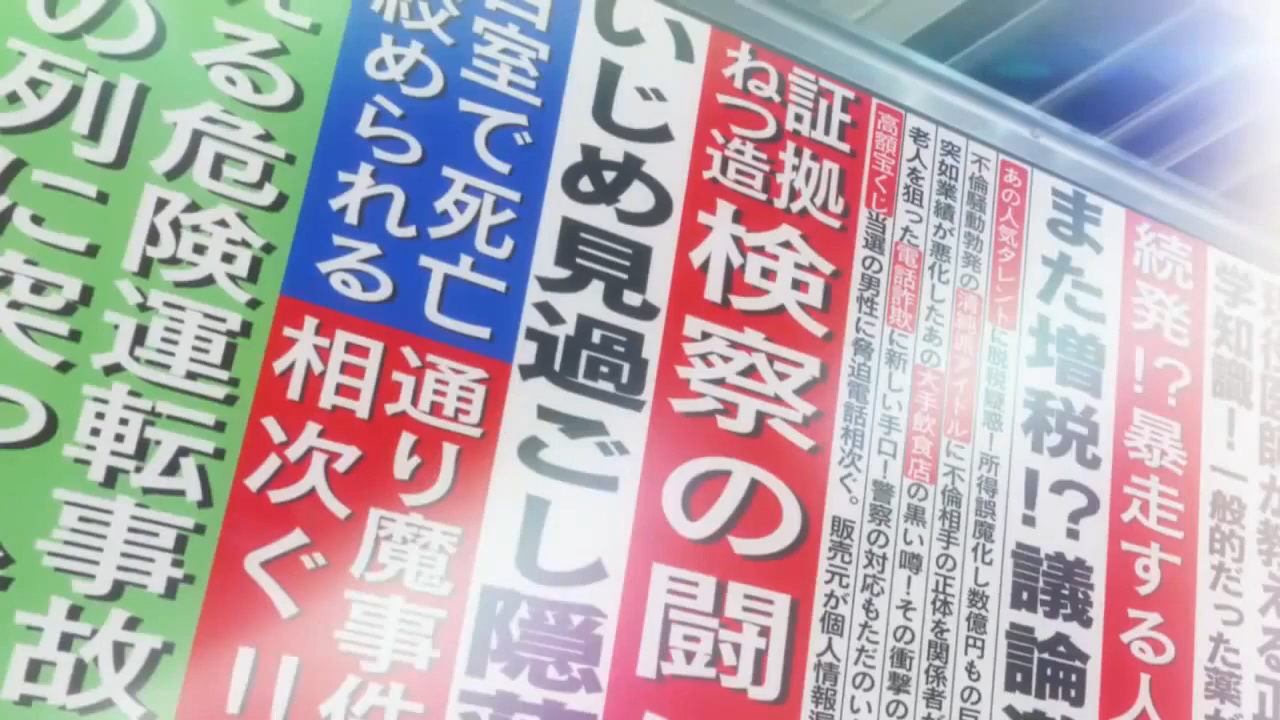 学知識！一般的だった薬
続発!?暴走する人
また増税!?議論
あの人気タレントに脱税疑惑！所得誤魔化し数億円もの巨
不倫騒動勃発の清純派アイドルに不倫相手の正体を関係者が
突如業績が悪化したあの大手飲食店の黒い噂！その衝撃の
老人を狙った電話詐欺に新しい手口！警察の対応もただのい
高額宝くじ当選の男性に脅迫電話相次ぐ。販売元が個人情報漏
証拠
ねつ造
検察の闘
いじめ見過ごし隠
室で死亡
絞められる
通り魔事件
相次ぐ!!
える危険運転事故
の列に突っ